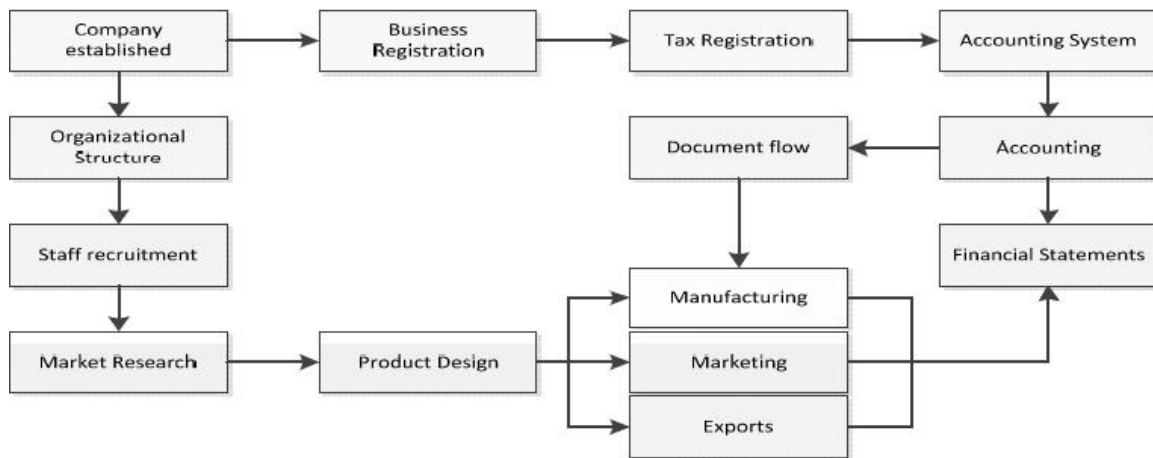 Company
established
Business
Registration
Tax Registration
Accounting System
Organizational
Structure
Document flow
Accounting
Staff recruitment
Financial Statements
Manufacturing
Market Research
Product Design
Marketing
Exports